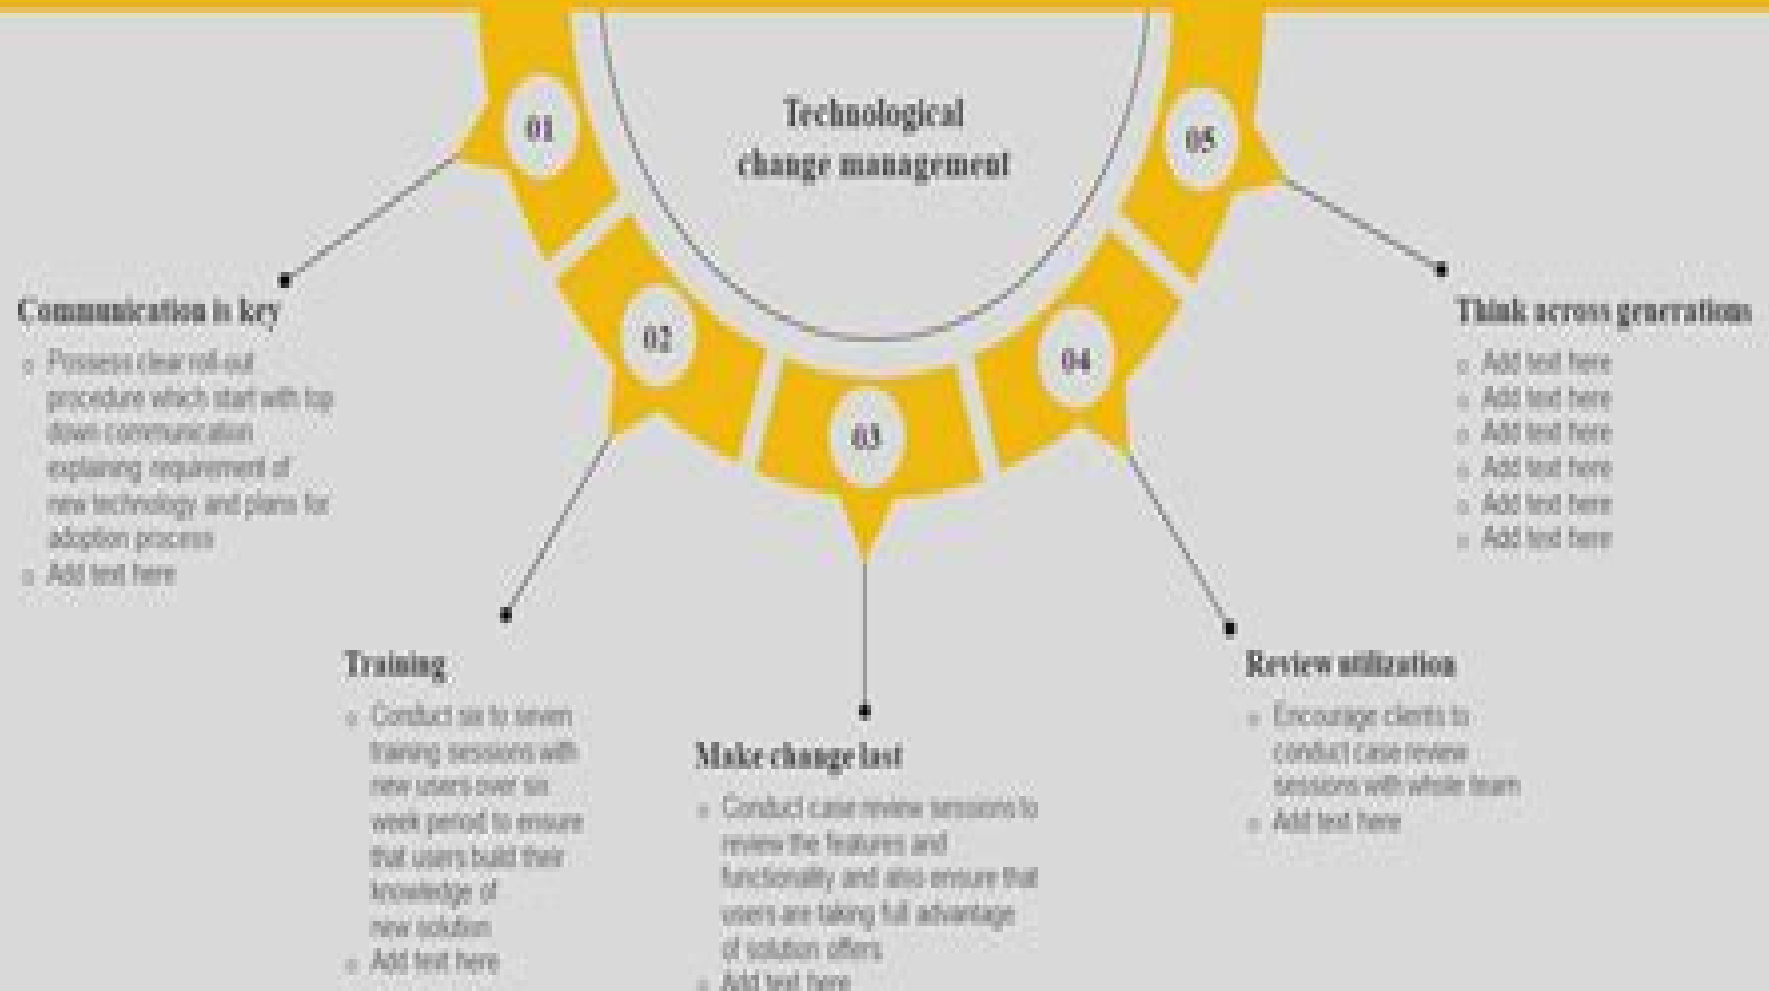 Technological
change management
01
02
03
04
05
Communication is key
o Possess clear roll-out
procedure which start with top
down communication
explaining requirement of
new technology and plans for
adoption process
o Add text here
Training
o Conduct six to seven
training sessions with
new users over six
week period to ensure
that users build their
knowledge of
new solution
o Add text here
Make change last
o Conduct case review sessions to
review the features and
functionality and also ensure that
users are taking full advantage
of solution offers
o Add text here
Review utilization
o Encourage clients to
conduct case review
sessions with whole team
o Add text here
Think across generations
o Add text here
o Add text here
o Add text here
o Add text here
o Add text here
o Add text here